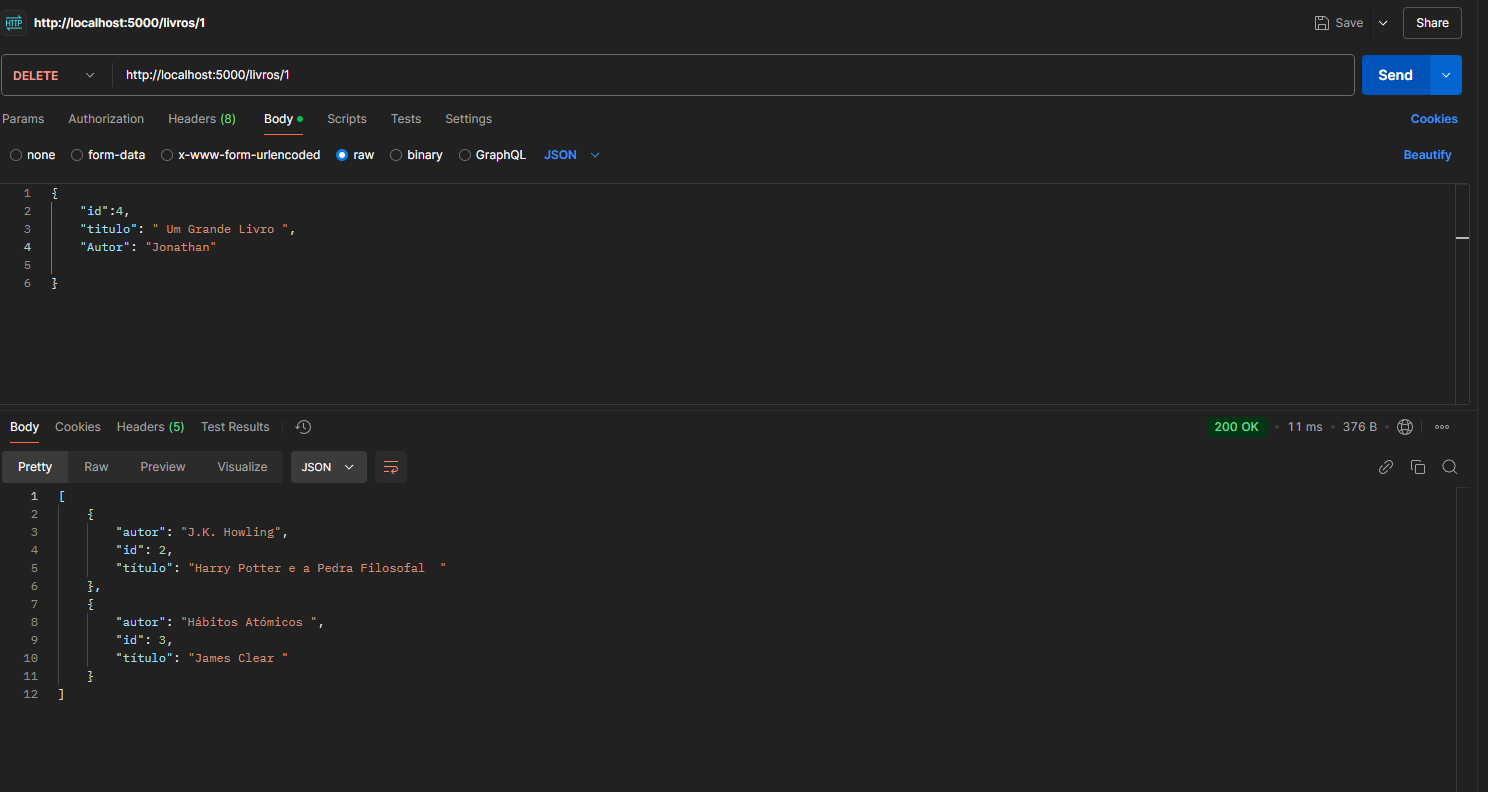 HTTP http://localhost:5000/livros/1 Save Share
DELETE http://localhost:5000/livros/1 Send
Params Authorization Headers (8) Body Scripts Tests Settings Cookies
none form-data x-www-form-urlencoded raw binary GraphQL JSON Beautify
1 {
2 "id":4,
3 "titulo": " Um Grande Livro ",
4 "Autor": "Jonathan"
5
6 }
Body Cookies Headers (5) Test Results 200 OK • 11 ms • 376 B •
Pretty Raw Preview Visualize JSON
1 [
2 {
3 "autor": "J.K. Howling",
4 "id": 2,
5 "título": "Harry Potter e a Pedra Filosofal  "
6 },
7 {
8 "autor": "Hábitos Atómicos ",
9 "id": 3,
10 "título": "James Clear "
11 }
12 ]